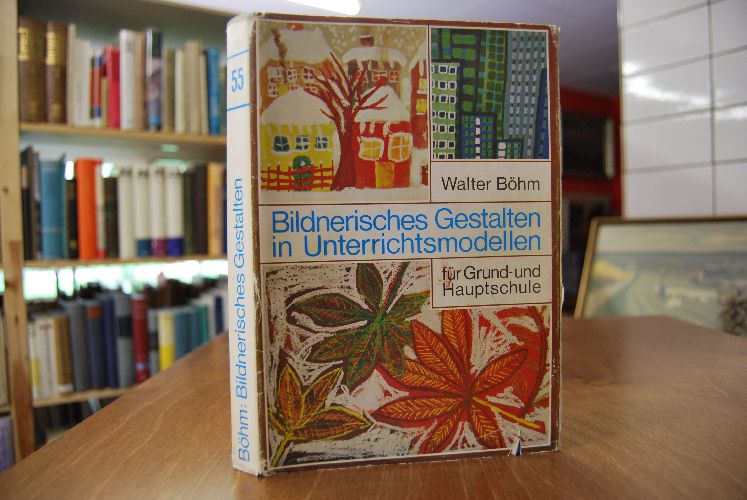 55
Böhm: Bildnerisches Gestalten
Walter Böhm
Bildnerisches Gestalten
in Unterrichtsmodellen
für Grund-und
Hauptschule